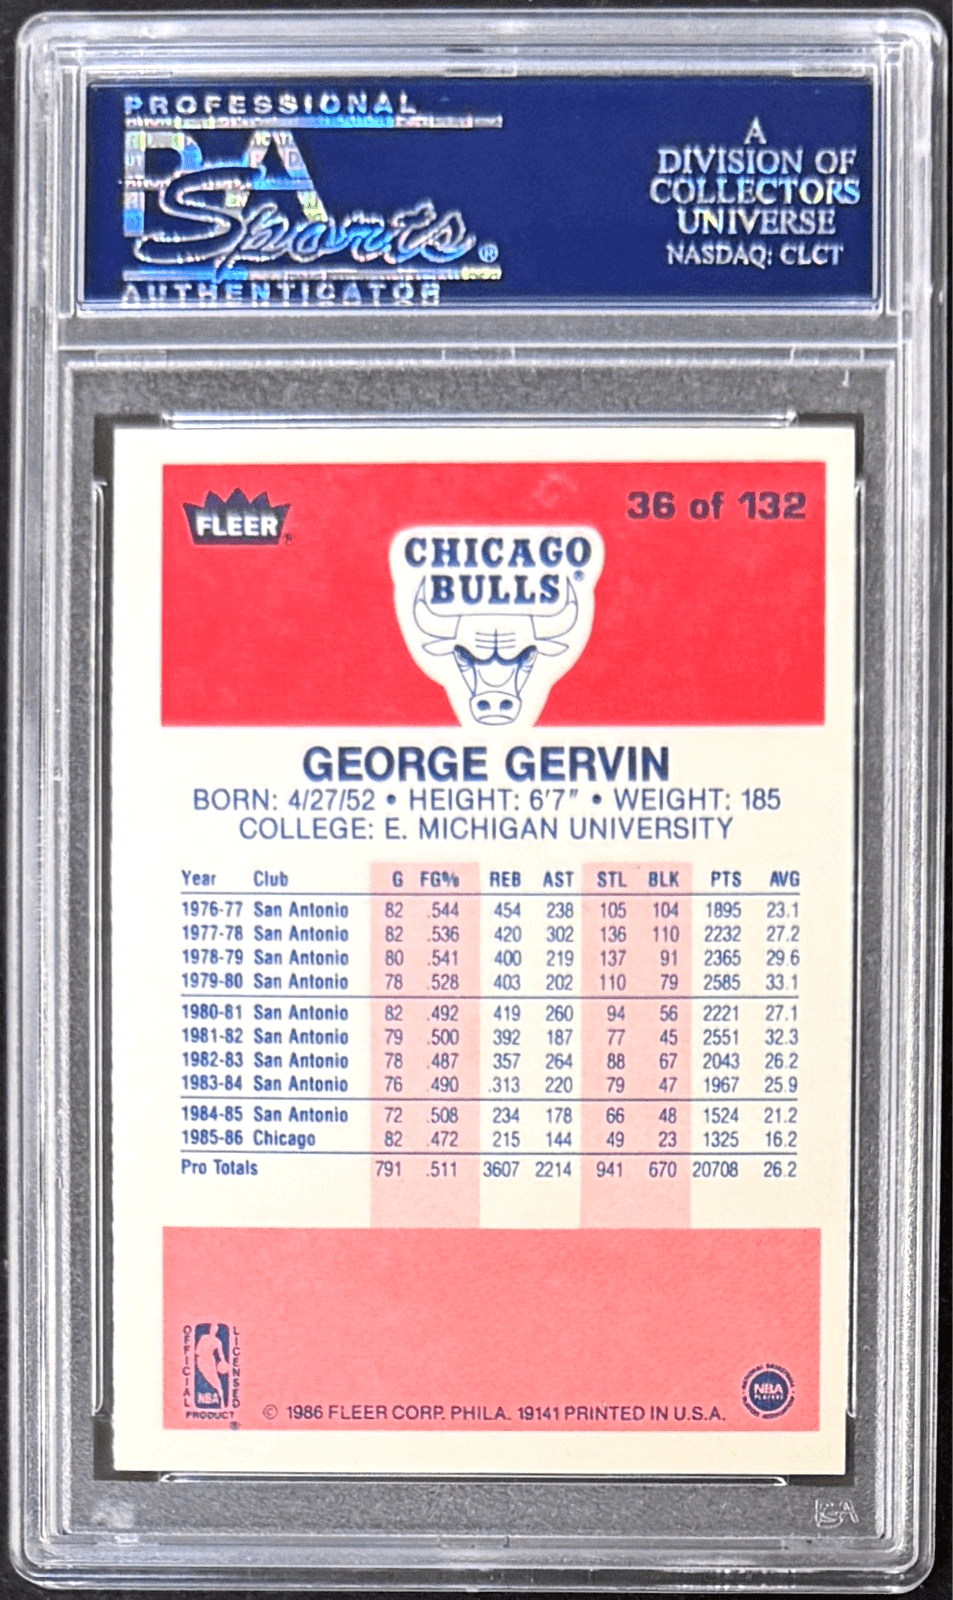 PROFESSIONAL
PSA
Sports®
AUTHENTICATOR
A
DIVISION OF
COLLECTORS
UNIVERSE
NASDAQ: CLCT
FLEER®
36 of 132
CHICAGO
BULLS®
GEORGE GERVIN
BORN: 4/27/52 • HEIGHT: 6'7" • WEIGHT: 185
COLLEGE: E. MICHIGAN UNIVERSITY
Year Club G FG% REB AST STL BLK PTS AVG
1976-77 San Antonio 82 .544 454 238 105 104 1895 23.1
1977-78 San Antonio 82 .536 420 302 136 110 2232 27.2
1978-79 San Antonio 80 .541 400 219 137 91 2365 29.6
1979-80 San Antonio 78 .528 403 202 110 79 2585 33.1
1980-81 San Antonio 82 .492 419 260 94 56 2221 27.1
1981-82 San Antonio 79 .500 392 187 77 45 2551 32.3
1982-83 San Antonio 78 .487 357 264 88 67 2043 26.2
1983-84 San Antonio 76 .490 .313 220 79 47 1967 25.9
1984-85 San Antonio 72 .508 234 178 66 48 1524 21.2
1985-86 Chicago 82 .472 215 144 49 23 1325 16.2
Pro Totals 791 .511 3607 2214 941 670 20708 26.2
OFFICIAL
LICENSED
NBA
PRODUCT®
© 1986 FLEER CORP. PHILA. 19141 PRINTED IN U.S.A.
NATIONAL BASKETBALL
NBA
PLAYERS
PSA